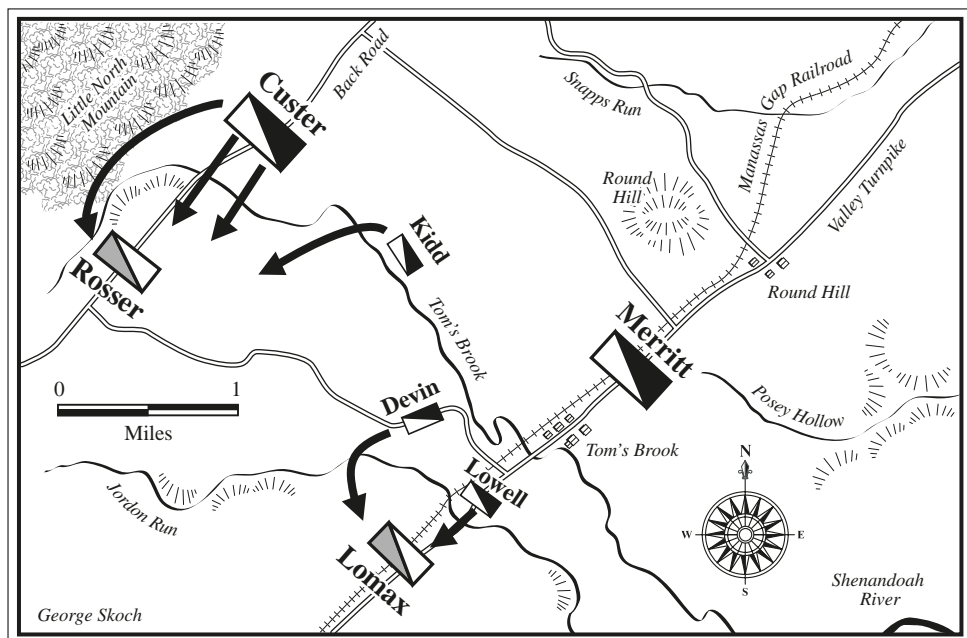 Little North
Mountain
Custer
Back Road
Snapps Run
Manassas Gap Railroad
Valley Turnpike
Round
Hill
Kidd
Rosser
Round Hill
Tom's Brook
Merritt
0 1
Miles
Devin
Posey Hollow
Tom's Brook
N
W E
S
Lowell
Jordon Run
Lomax
Shenandoah
River
George Skoch